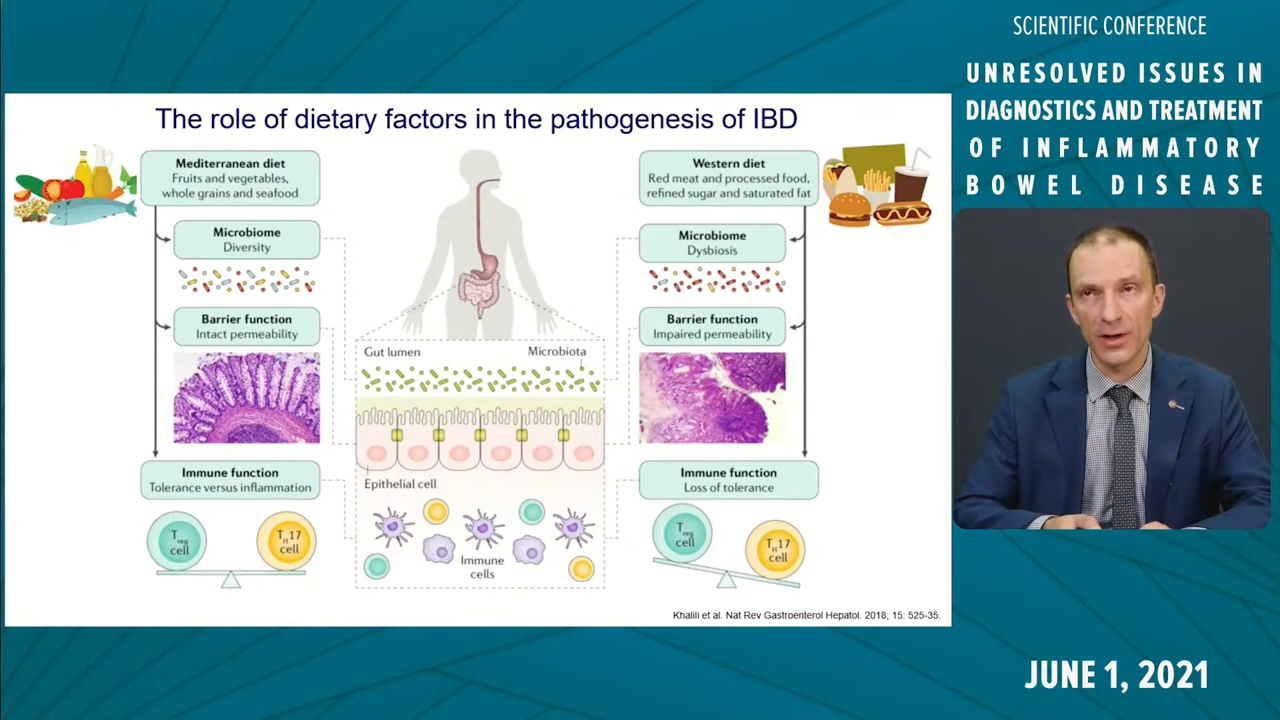 SCIENTIFIC CONFERENCE
UNRESOLVED ISSUES IN
DIAGNOSTICS AND TREATMENT
OF INFLAMMATORY
BOWEL DISEASE
The role of dietary factors in the pathogenesis of IBD
Mediterranean diet
Fruits and vegetables,
whole grains and seafood
Microbiome
Diversity
Barrier function
Intact permeability
Immune function
Tolerance versus inflammation
Treg
cell
TH17
cell
Gut lumen
Microbiota
Epithelial cell
Immune
cells
Western diet
Red meat and processed food,
refined sugar and saturated fat
Microbiome
Dysbiosis
Barrier function
Impaired permeability
Immune function
Loss of tolerance
Treg
cell
TH17
cell
Khalili et al. Nat Rev Gastroenterol Hepatol. 2018; 15: 525-35.
JUNE 1, 2021